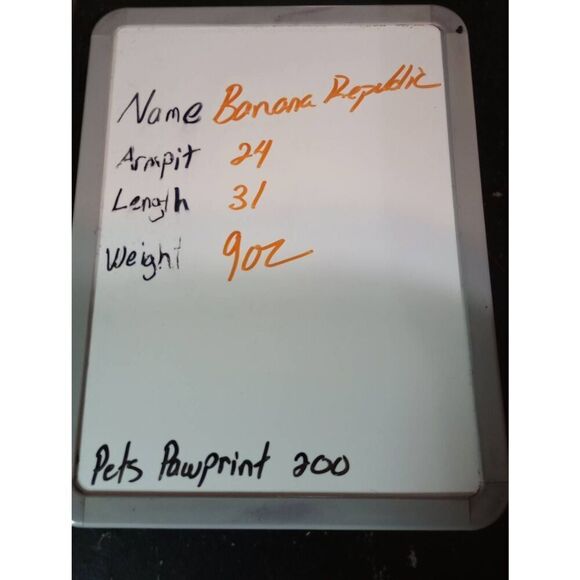 Name Banana Republic
Armpit 24
Length 31
Weight 9oz
Pets Pawprint 200